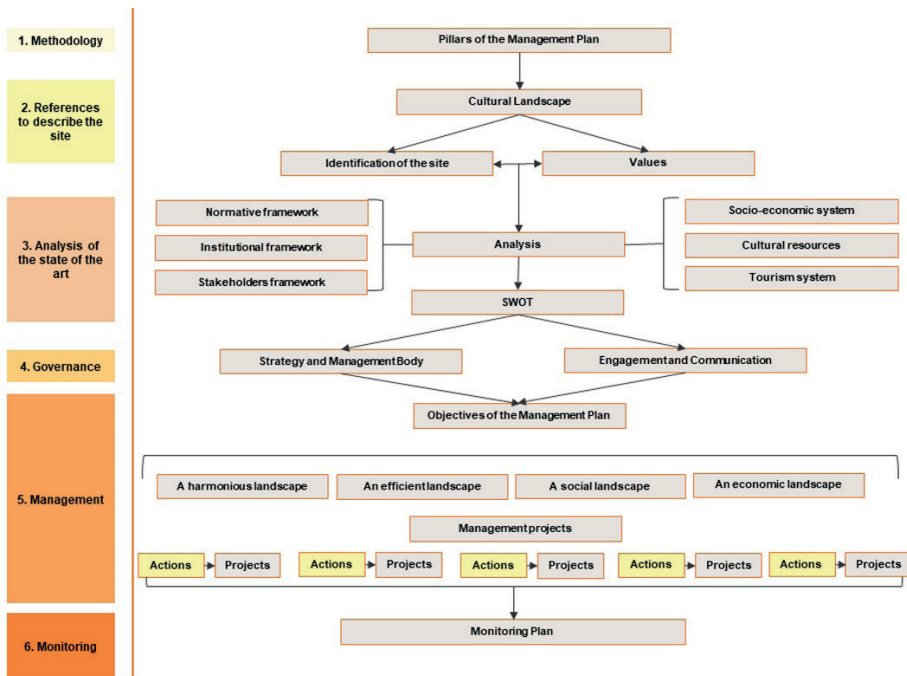 1. Methodology
Pillars of the Management Plan
2. References
to describe the
site
Cultural Landscape
Identification of the site
Values
3. Analysis of
the state of the
art
Normative framework
Institutional framework
Stakeholders framework
Analysis
Socio-economic system
Cultural resources
Tourism system
SWOT
4. Governance
Strategy and Management Body
Engagement and Communication
Objectives of the Management Plan
5. Management
A harmonious landscape
An efficient landscape
A social landscape
An economic landscape
Management projects
Actions
Projects
Actions
Projects
Actions
Projects
Actions
Projects
Actions
Projects
6. Monitoring
Monitoring Plan